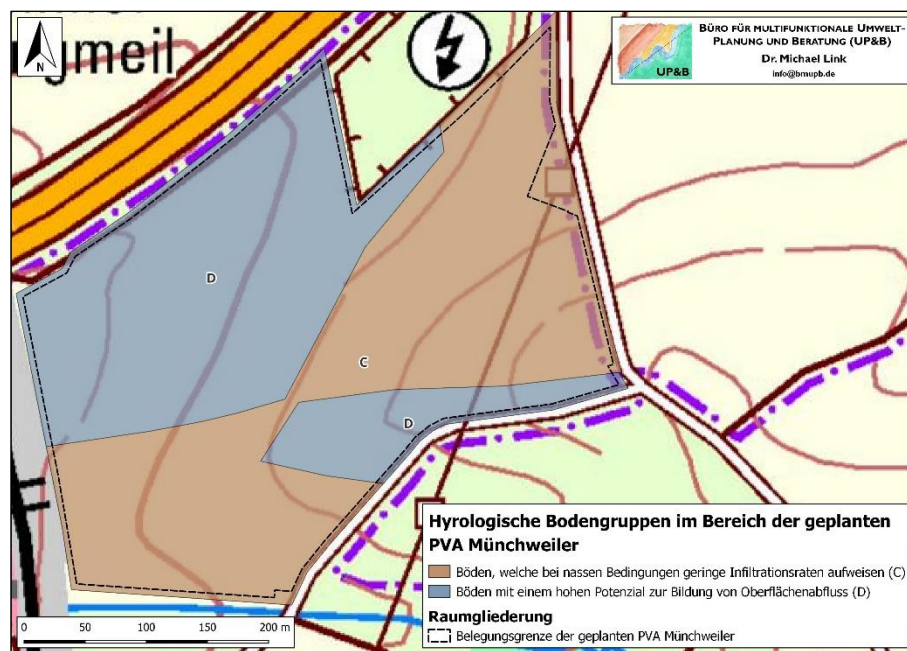 gmeil
N
BÜRO FÜR MULTIFUNKTIONALE UMWELT-
PLANUNG UND BERATUNG (UP&B)
Dr. Michael Link
info@bmupb.de
UP&B
D
C
D
Hyrologische Bodengruppen im Bereich der geplanten
PVA Münchweiler
Böden, welche bei nassen Bedingungen geringe Infiltrationsraten aufweisen (C)
Böden mit einem hohen Potenzial zur Bildung von Oberflächenabfluss (D)
Raumgliederung
Belegungsgrenze der geplanten PVA Münchweiler
0 50 100 150 200 m